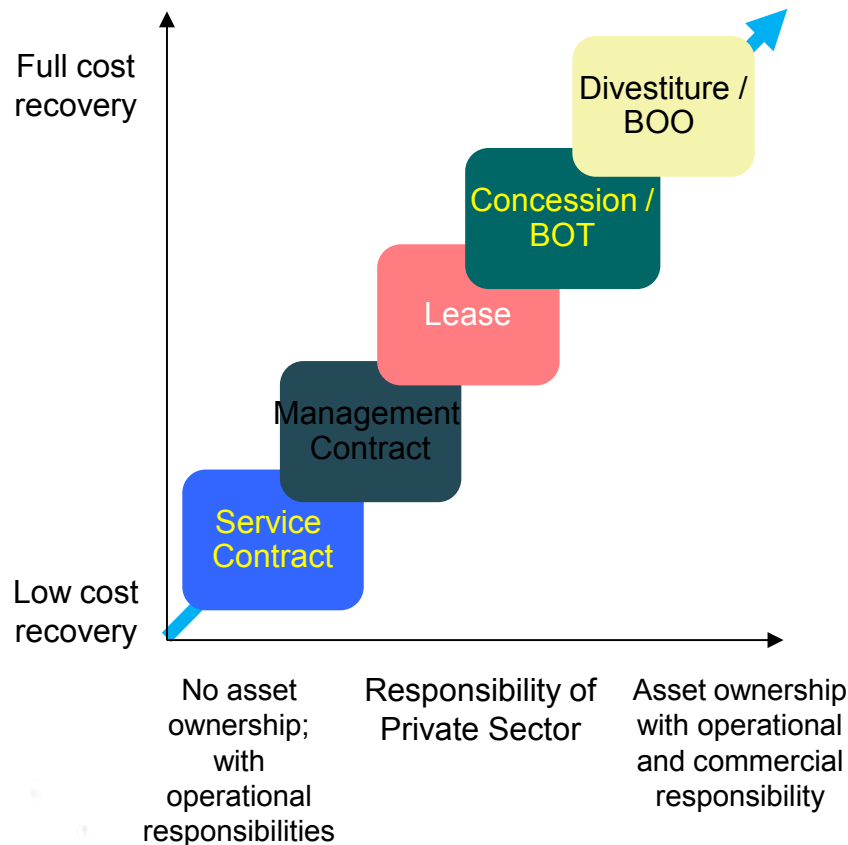 Full cost
recovery
Divestiture /
BOO
Concession /
BOT
Lease
Management
Contract
Service
Contract
Low cost
recovery
No asset
ownership;
with
operational
responsibilities
Responsibility of
Private Sector
Asset ownership
with operational
and commercial
responsibility